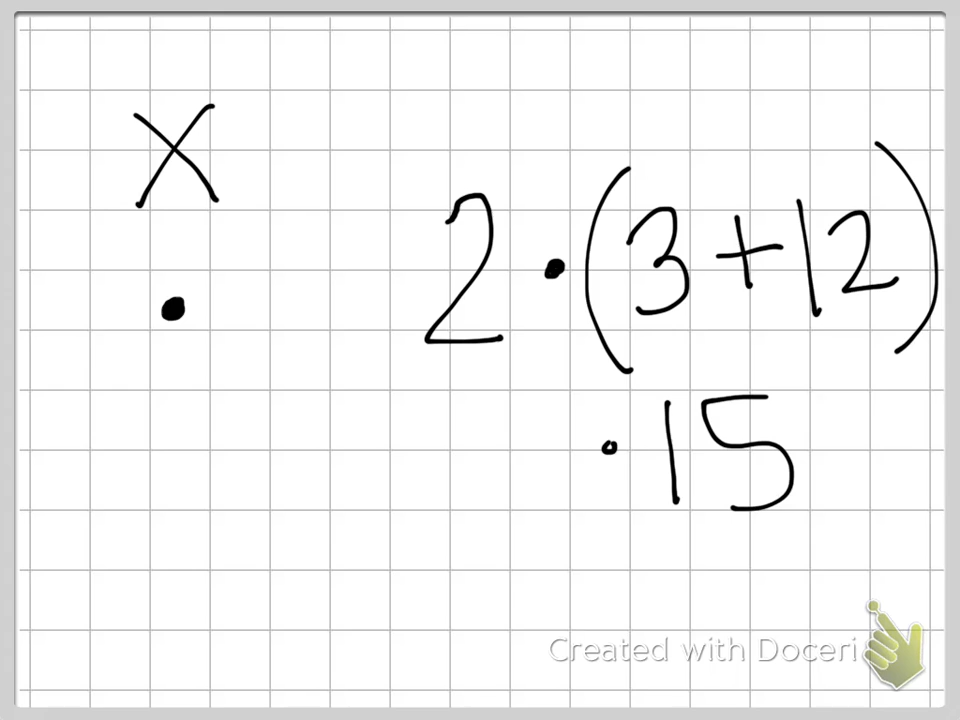 ×
•
2 • (3 + 12)
• 15
Created with Doceri